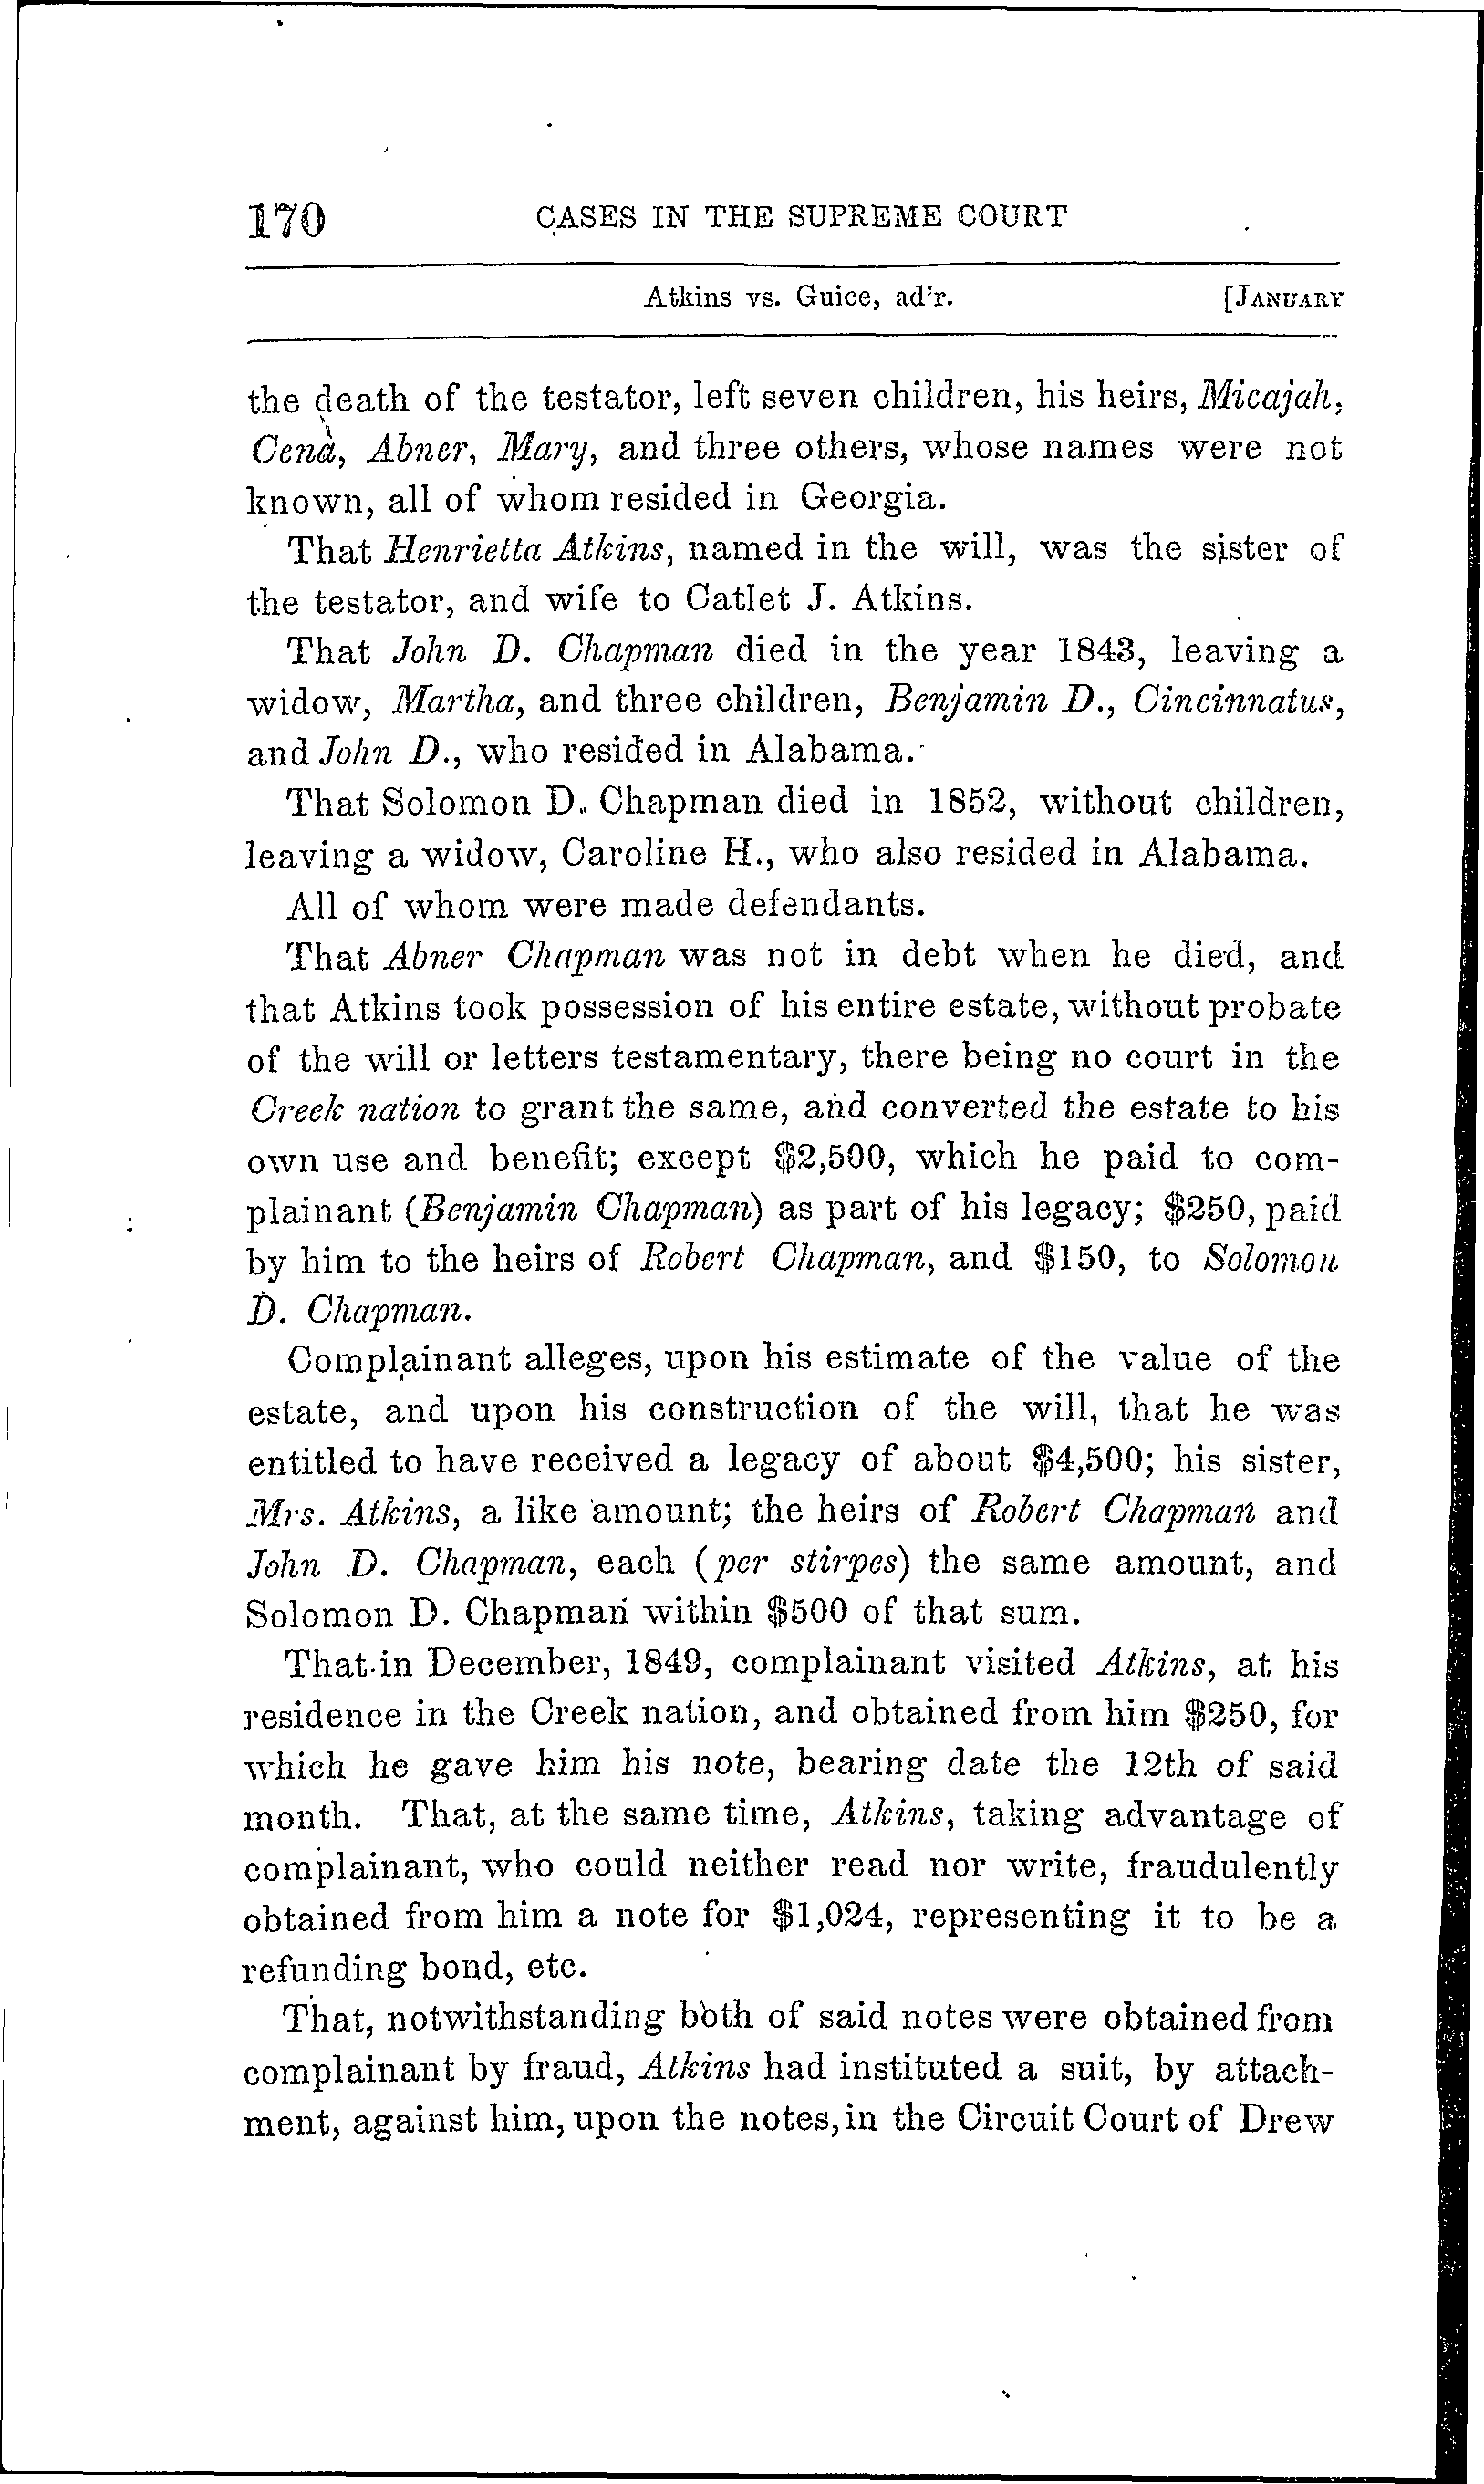 170 CASES IN THE SUPREME COURT
Atkins vs. Guice, ad'r. [JANUARY
the death of the testator, left seven children, his heirs, Micajah,
Cena, Abner, Mary, and three others, whose names were not
known, all of whom resided in Georgia.
That Henrietta Atkins, named in the will, was the sister of
the testator, and wife to Catlet J. Atkins.
That John D. Chapman died in the year 1843, leaving a
widow, Martha, and three children, Benjamin D., Cincinnatus,
and John D., who resided in Alabama.
That Solomon D. Chapman died in 1852, without children,
leaving a widow, Caroline H., who also resided in Alabama.
All of whom were made defendants.
That Abner Chapman was not in debt when he died, and
that Atkins took possession of his entire estate, without probate
of the will or letters testamentary, there being no court in the
Creek nation to grant the same, and converted the estate to his
own use and benefit; except $2,500, which he paid to com-
plainant (Benjamin Chapman) as part of his legacy; $250, paid
by him to the heirs of Robert Chapman, and $150, to Solomon
D. Chapman.
Complainant alleges, upon his estimate of the value of the
estate, and upon his construction of the will, that he was
entitled to have received a legacy of about $4,500; his sister,
Mrs. Atkins, a like amount; the heirs of Robert Chapman and
John D. Chapman, each (per stirpes) the same amount, and
Solomon D. Chapman within $500 of that sum.
That in December, 1849, complainant visited Atkins, at his
residence in the Creek nation, and obtained from him $250, for
which he gave him his note, bearing date the 12th of said
month. That, at the same time, Atkins, taking advantage of
complainant, who could neither read nor write, fraudulently
obtained from him a note for $1,024, representing it to be a
refunding bond, etc.
That, notwithstanding both of said notes were obtained from
complainant by fraud, Atkins had instituted a suit, by attach-
ment, against him, upon the notes, in the Circuit Court of Drew